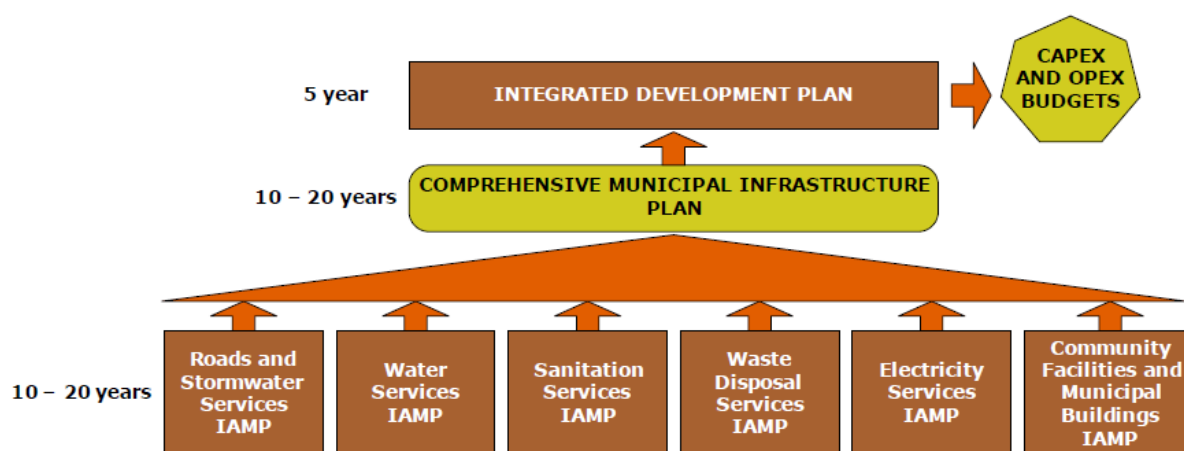 CAPEX
AND OPEX
BUDGETS
5 year
INTEGRATED DEVELOPMENT PLAN
10 – 20 years
COMPREHENSIVE MUNICIPAL INFRASTRUCTURE
PLAN
10 – 20 years
Roads and
Stormwater
Services
IAMP
Water
Services
IAMP
Sanitation
Services
IAMP
Waste
Disposal
Services
IAMP
Electricity
Services
IAMP
Community
Facilities and
Municipal
Buildings
IAMP